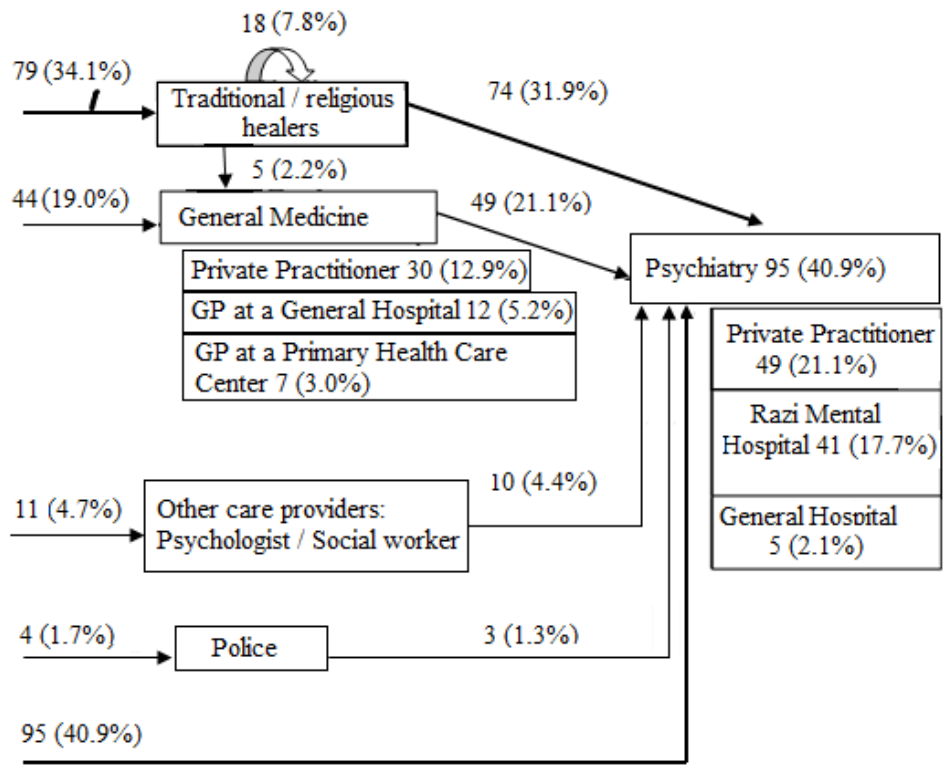 18 (7.8%)
79 (34.1%)
Traditional / religious
healers
74 (31.9%)
5 (2.2%)
44 (19.0%)
General Medicine
49 (21.1%)
Private Practitioner 30 (12.9%)
GP at a General Hospital 12 (5.2%)
GP at a Primary Health Care
Center 7 (3.0%)
Psychiatry 95 (40.9%)
Private Practitioner
49 (21.1%)
Razi Mental
Hospital 41 (17.7%)
General Hospital
5 (2.1%)
11 (4.7%)
Other care providers:
Psychologist / Social worker
10 (4.4%)
4 (1.7%)
Police
3 (1.3%)
95 (40.9%)